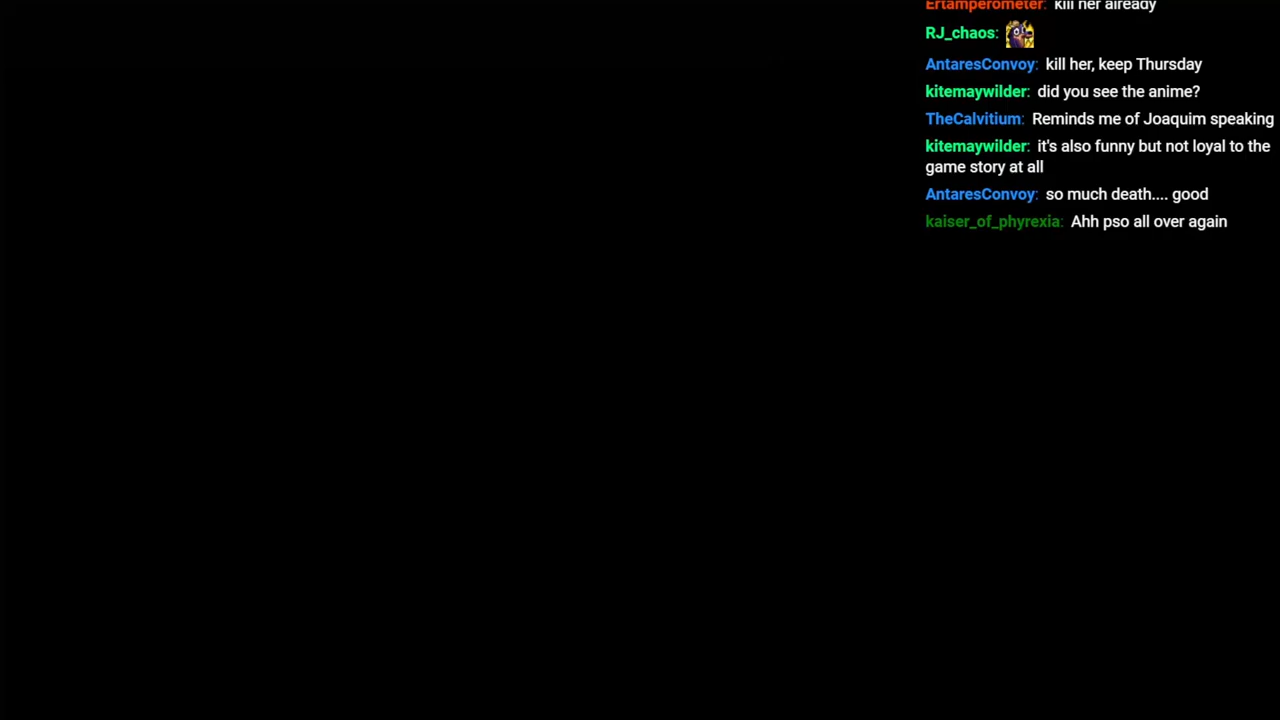 Ertamperometer: kill her already
RJ_chaos:
AntaresConvoy: kill her, keep Thursday
kitemaywilder: did you see the anime?
TheCalvitium: Reminds me of Joaquim speaking
kitemaywilder: it's also funny but not loyal to the
game story at all
AntaresConvoy: so much death.... good
kaiser_of_phyrexia: Ahh pso all over again